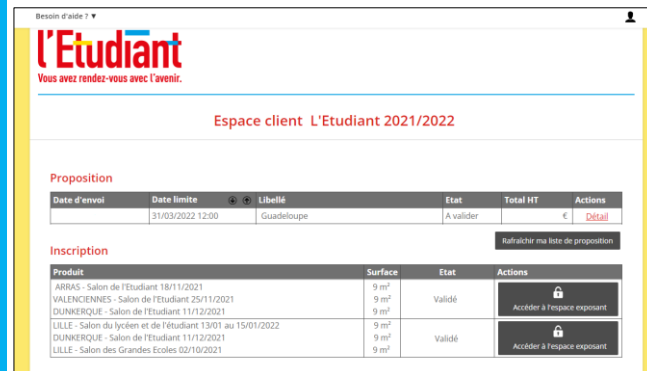 Besoin d'aide ? ▼
l'Etudiant
Vous avez rendez-vous avec l'avenir.
Espace client L'Etudiant 2021/2022
Proposition
Date d'envoi Date limite Libellé Etat Total HT Actions
31/03/2022 12:00 Guadeloupe A valider € Détail
Rafraîchir ma liste de proposition
Inscription
Produit Surface Etat Actions
ARRAS - Salon de l'Etudiant 18/11/2021 9 m²
VALENCIENNES - Salon de l'Etudiant 25/11/2021 9 m² Validé
DUNKERQUE - Salon de l'Etudiant 11/12/2021 9 m²
Accéder à l'espace exposant
LILLE - Salon du lycéen et de l'étudiant 13/01 au 15/01/2022 9 m²
DUNKERQUE - Salon de l'Etudiant 11/12/2021 9 m² Validé
LILLE - Salon des Grandes Ecoles 02/10/2021 9 m²
Accéder à l'espace exposant